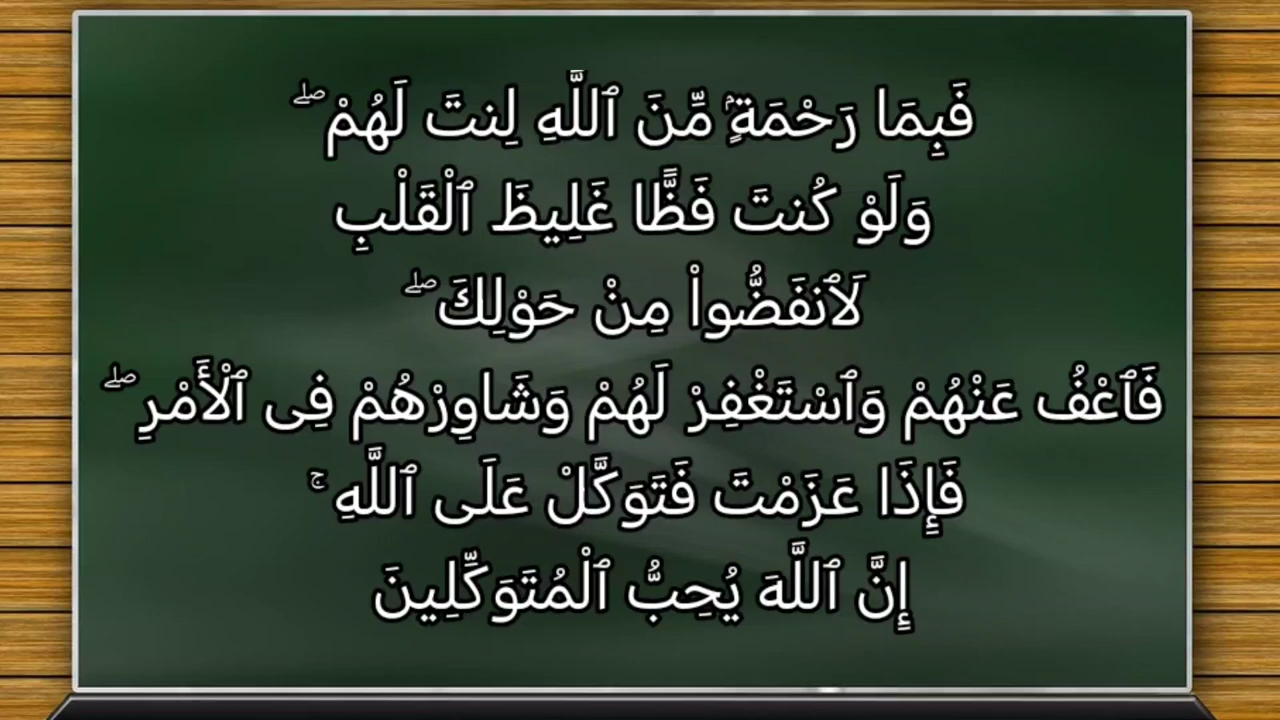 فَبِمَا رَحْمَةٍۢ مِّنَ ٱللَّهِ لِنتَ لَهُمْ ۖ
وَلَوْ كُنتَ فَظًّا غَلِيظَ ٱلْقَلْبِ
لَٱنفَضُّوا۟ مِنْ حَوْلِكَ ۖ
فَٱعْفُ عَنْهُمْ وَٱسْتَغْفِرْ لَهُمْ وَشَاوِرْهُمْ فِى ٱلْأَمْرِ ۖ
فَإِذَا عَزَمْتَ فَتَوَكَّلْ عَلَى ٱللَّهِ ۚ
إِنَّ ٱللَّهَ يُحِبُّ ٱلْمُتَوَكِّلِينَ